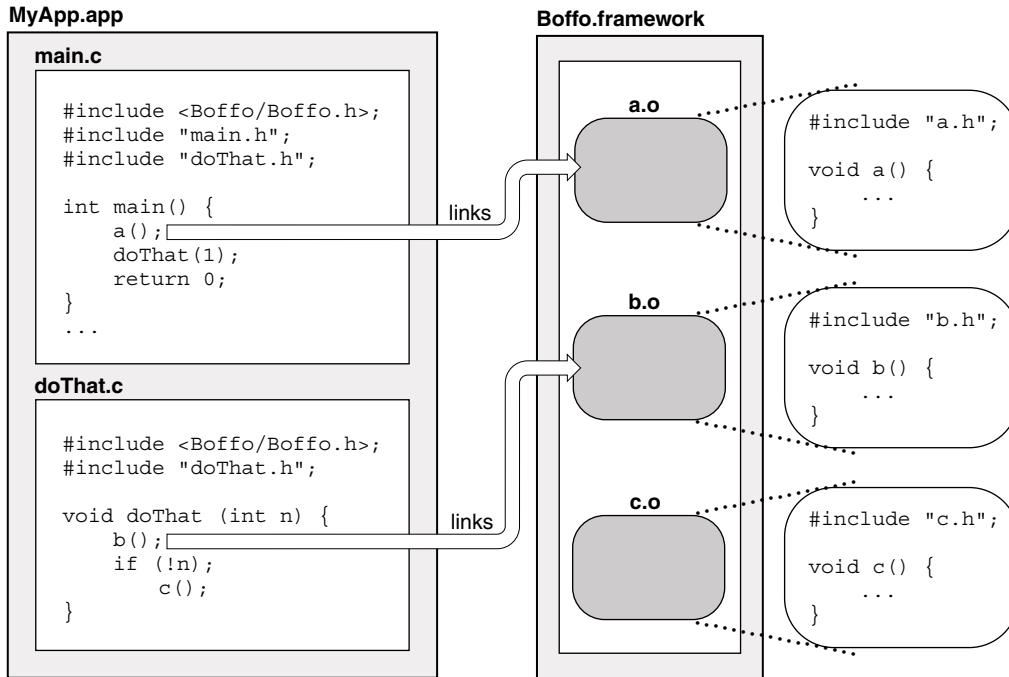 MyApp.app
main.c
#include <Boffo/Boffo.h>;
#include "main.h";
#include "doThat.h";
int main() {
a();
doThat(1);
return 0;
}
...
doThat.c
#include <Boffo/Boffo.h>;
#include "doThat.h";
void doThat (int n) {
b();
if (!n);
c();
}
links
links
Boffo.framework
a.o
b.o
c.o
#include "a.h";
void a() {
...
}
#include "b.h";
void b() {
...
}
#include "c.h";
void c() {
...
}